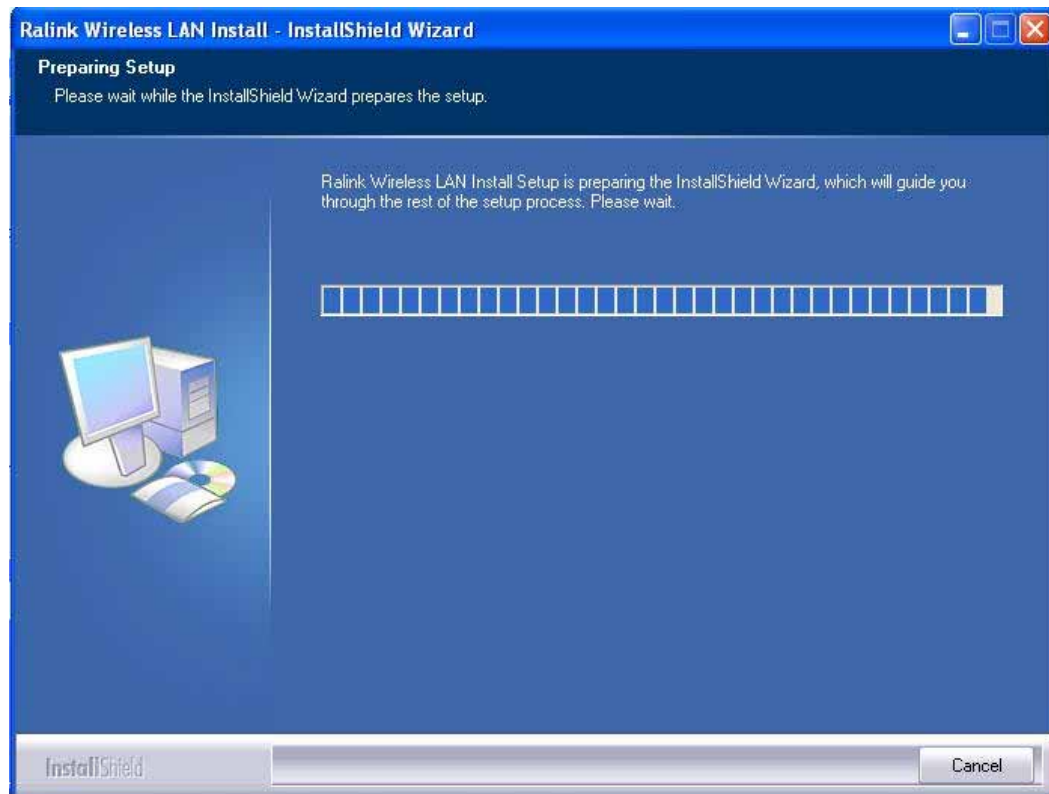 Ralink Wireless LAN Install - InstallShield Wizard
Preparing Setup
Please wait while the InstallShield Wizard prepares the setup.
Ralink Wireless LAN Install Setup is preparing the InstallShield Wizard, which will guide you
through the rest of the setup process. Please wait.
InstallShield
Cancel